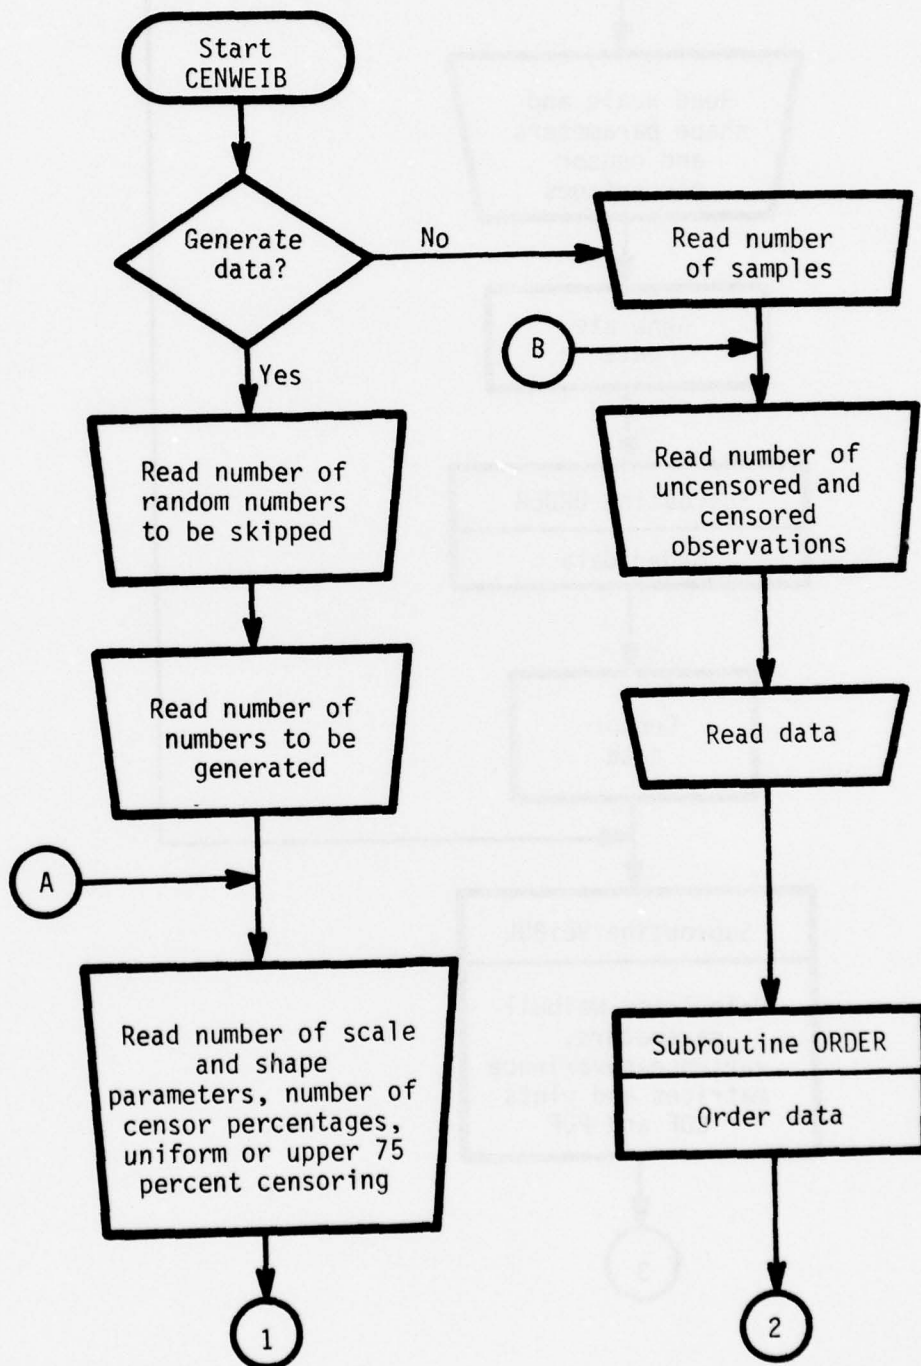 Start
CENWEIB
Generate
data?
No
Yes
Read number of
random numbers
to be skipped
Read number of
numbers to be
generated
A
Read number of scale
and shape
parameters, number of
censor percentages,
uniform or upper 75
percent censoring
1
Read number
of samples
B
Read number of
uncensored and
censored
observations
Read data
Subroutine ORDER
Order data
2